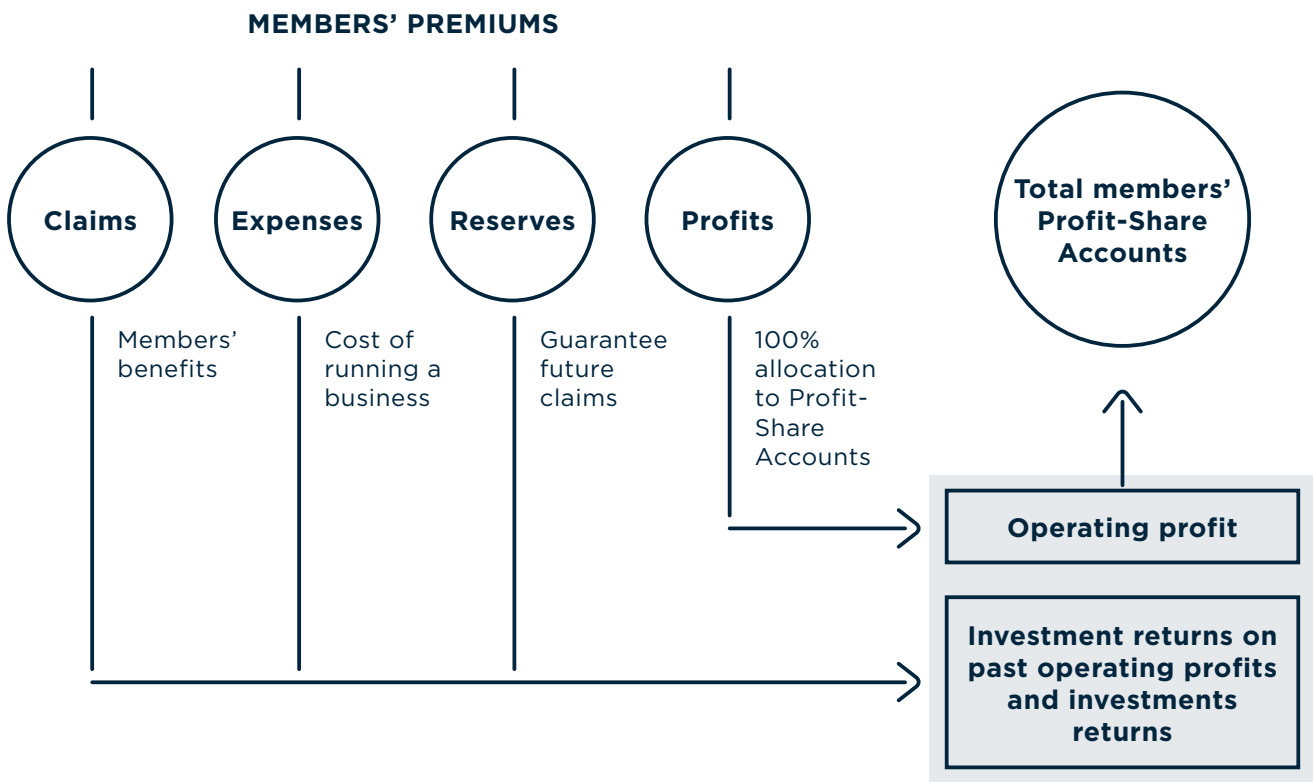 MEMBERS’ PREMIUMS
Claims
Expenses
Reserves
Profits
Total members’
Profit-Share
Accounts
Members’
benefits
Cost of
running a
business
Guarantee
future
claims
100%
allocation
to Profit-
Share
Accounts
Operating profit
Investment returns on
past operating profits
and investments
returns